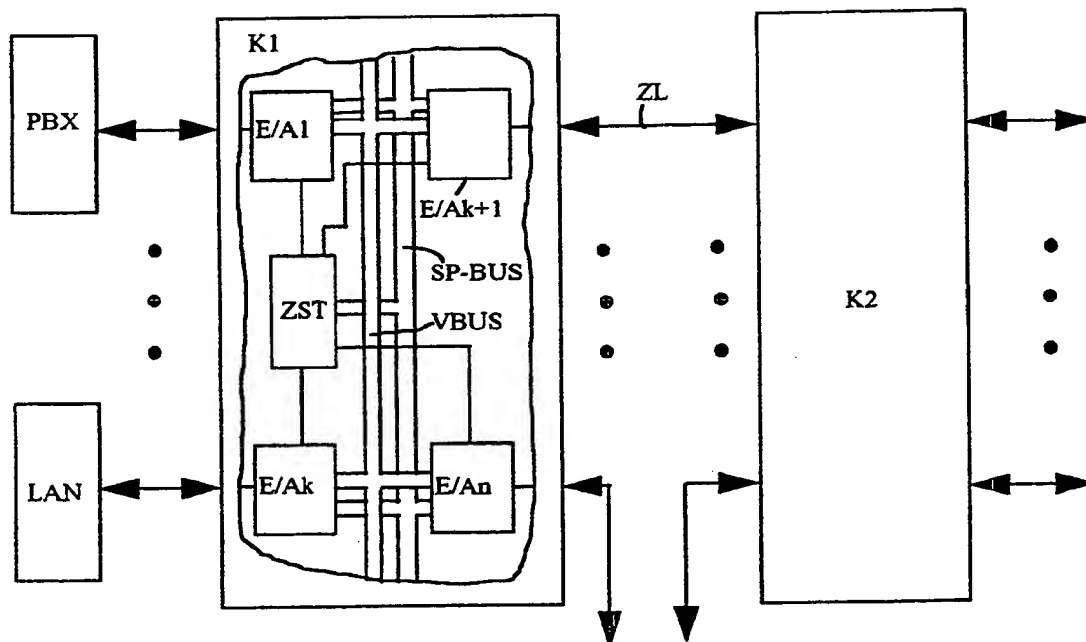 K1
PBX
E/A1
ZL
E/Ak+1
SP-BUS
ZST
VBUS
K2
LAN
E/Ak
E/An